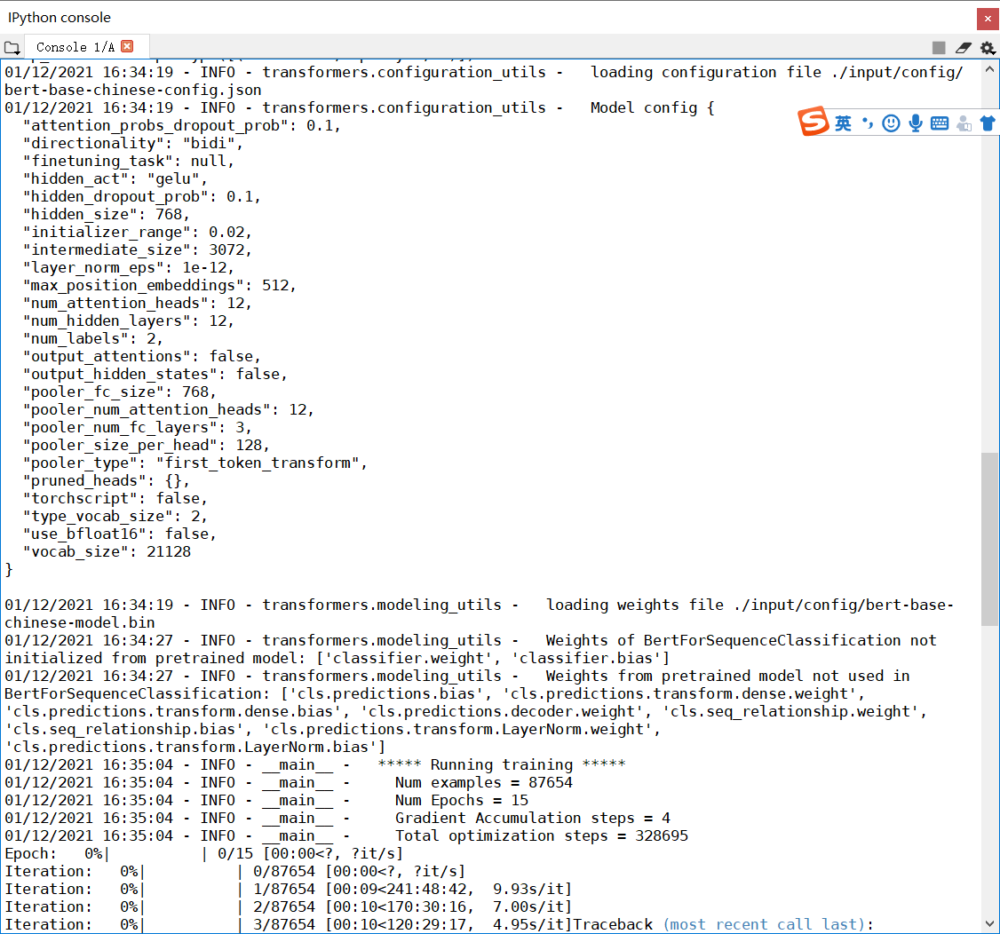 IPython console
Console 1/A
01/12/2021 16:34:19 - INFO - transformers.configuration_utils -   loading configuration file ./input/config/
bert-base-chinese-config.json
01/12/2021 16:34:19 - INFO - transformers.configuration_utils -   Model config {
  "attention_probs_dropout_prob": 0.1,
  "directionality": "bidi",
  "finetuning_task": null,
  "hidden_act": "gelu",
  "hidden_dropout_prob": 0.1,
  "hidden_size": 768,
  "initializer_range": 0.02,
  "intermediate_size": 3072,
  "layer_norm_eps": 1e-12,
  "max_position_embeddings": 512,
  "num_attention_heads": 12,
  "num_hidden_layers": 12,
  "num_labels": 2,
  "output_attentions": false,
  "output_hidden_states": false,
  "pooler_fc_size": 768,
  "pooler_num_attention_heads": 12,
  "pooler_num_fc_layers": 3,
  "pooler_size_per_head": 128,
  "pooler_type": "first_token_transform",
  "pruned_heads": {},
  "torchscript": false,
  "type_vocab_size": 2,
  "use_bfloat16": false,
  "vocab_size": 21128
}
英
01/12/2021 16:34:19 - INFO - transformers.modeling_utils -   loading weights file ./input/config/bert-base-
chinese-model.bin
01/12/2021 16:34:27 - INFO - transformers.modeling_utils -   Weights of BertForSequenceClassification not
initialized from pretrained model: ['classifier.weight', 'classifier.bias']
01/12/2021 16:34:27 - INFO - transformers.modeling_utils -   Weights from pretrained model not used in
BertForSequenceClassification: ['cls.predictions.bias', 'cls.predictions.transform.dense.weight',
'cls.predictions.transform.dense.bias', 'cls.predictions.decoder.weight', 'cls.seq_relationship.weight',
'cls.seq_relationship.bias', 'cls.predictions.transform.LayerNorm.weight',
'cls.predictions.transform.LayerNorm.bias']
01/12/2021 16:35:04 - INFO - __main__ -   ***** Running training *****
01/12/2021 16:35:04 - INFO - __main__ -     Num examples = 87654
01/12/2021 16:35:04 - INFO - __main__ -     Num Epochs = 15
01/12/2021 16:35:04 - INFO - __main__ -     Gradient Accumulation steps = 4
01/12/2021 16:35:04 - INFO - __main__ -     Total optimization steps = 328695
Epoch:   0%|          | 0/15 [00:00<?, ?it/s]
Iteration:   0%|          | 0/87654 [00:00<?, ?it/s]
Iteration:   0%|          | 1/87654 [00:09<241:48:42,  9.93s/it]
Iteration:   0%|          | 2/87654 [00:10<170:30:16,  7.00s/it]
Iteration:   0%|          | 3/87654 [00:10<120:29:17,  4.95s/it]Traceback (most recent call last):